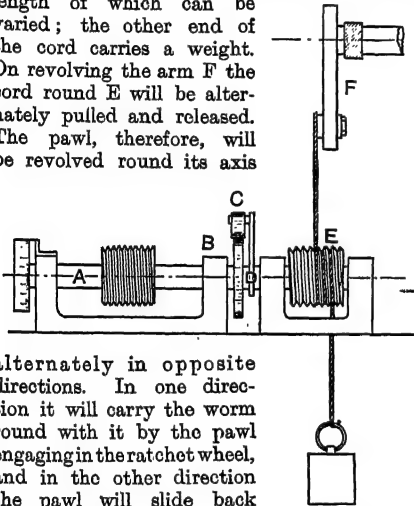 ength of which can be
varied; the other end of
the cord carries a weight.
On revolving the arm F the
cord round E will be alter-
nately pulled and released.
The pawl, therefore, will
be revolved round its axis
F
C
B
E
A
alternately in opposite
directions. In one direc-
tion it will carry the worm
round with it by the pawl
engaging in the ratchet wheel,
and in the other direction
the pawl will slide back